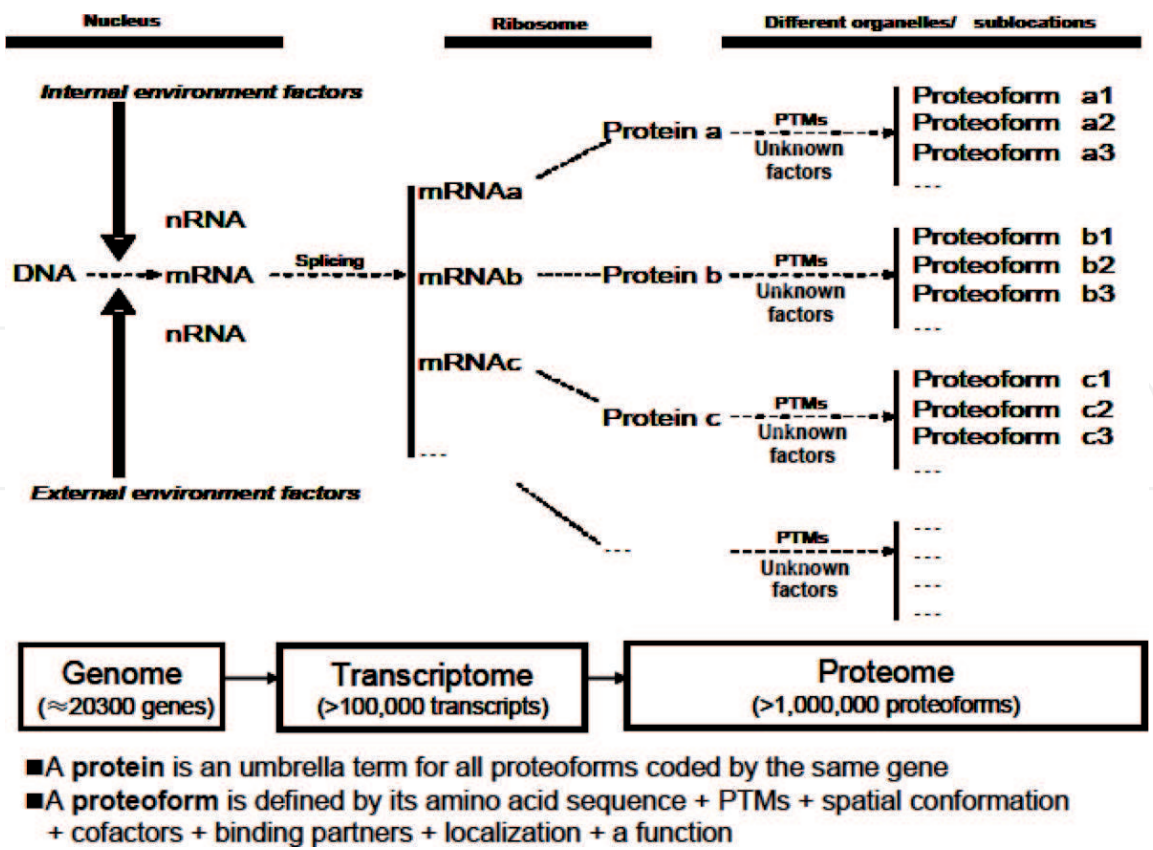 Nucleus
Ribosome
Different organelles/ sublocations
Internal environment factors
nRNA
DNA
mRNA
nRNA
External environment factors
Splicing
mRNAa
mRNAb
mRNAc
---
Protein a
Protein b
Protein c
---
PTMs
Unknown
factors
PTMs
Unknown
factors
PTMs
Unknown
factors
PTMs
Unknown
factors
Proteoform a1
Proteoform a2
Proteoform a3
---
Proteoform b1
Proteoform b2
Proteoform b3
---
Proteoform c1
Proteoform c2
Proteoform c3
---
---
---
---
---
Genome
(≈20300 genes)
Transcriptome
(>100,000 transcripts)
Proteome
(>1,000,000 proteoforms)
■A protein is an umbrella term for all proteoforms coded by the same gene
■A proteoform is defined by its amino acid sequence + PTMs + spatial conformation
+ cofactors + binding partners + localization + a function